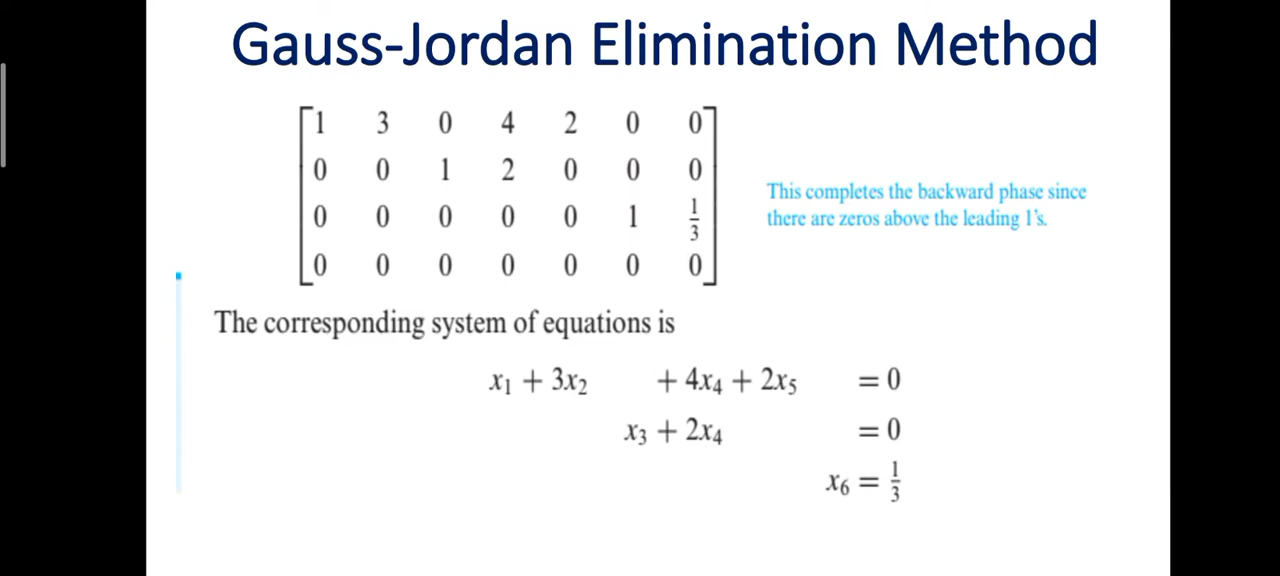 Gauss-Jordan Elimination Method
1 3 0 4 2 0 0
0 0 1 2 0 0 0
0 0 0 0 0 1 1/3
0 0 0 0 0 0 0
This completes the backward phase since
there are zeros above the leading 1's.
The corresponding system of equations is
x₁ + 3x₂ + 4x₄ + 2x₅ = 0
x₃ + 2x₄ = 0
x₆ = 1/3